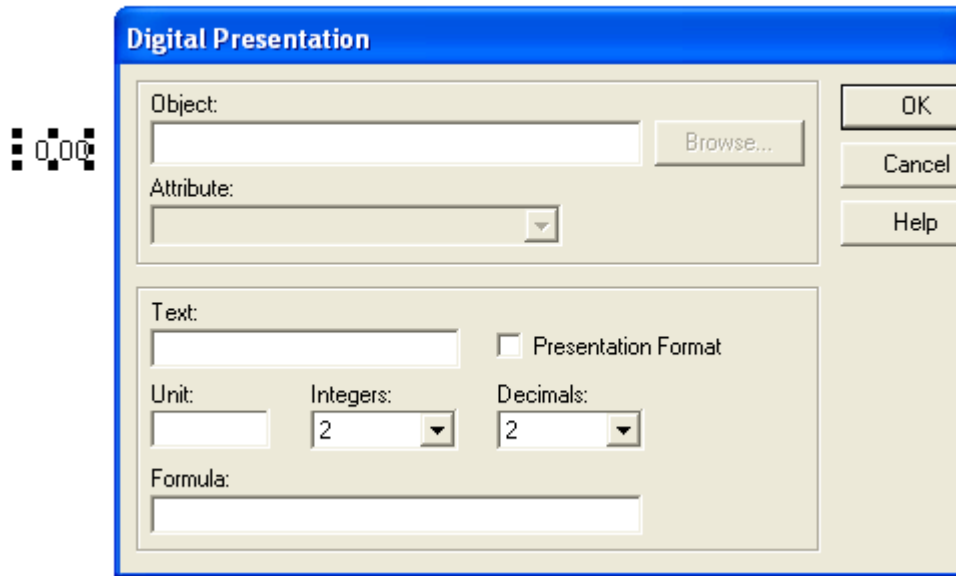 Digital Presentation
Object:
OK
0,00
Browse...
Cancel
Attribute:
Help
Text:
Presentation Format
Unit: Integers: Decimals:
2 2
Formula: